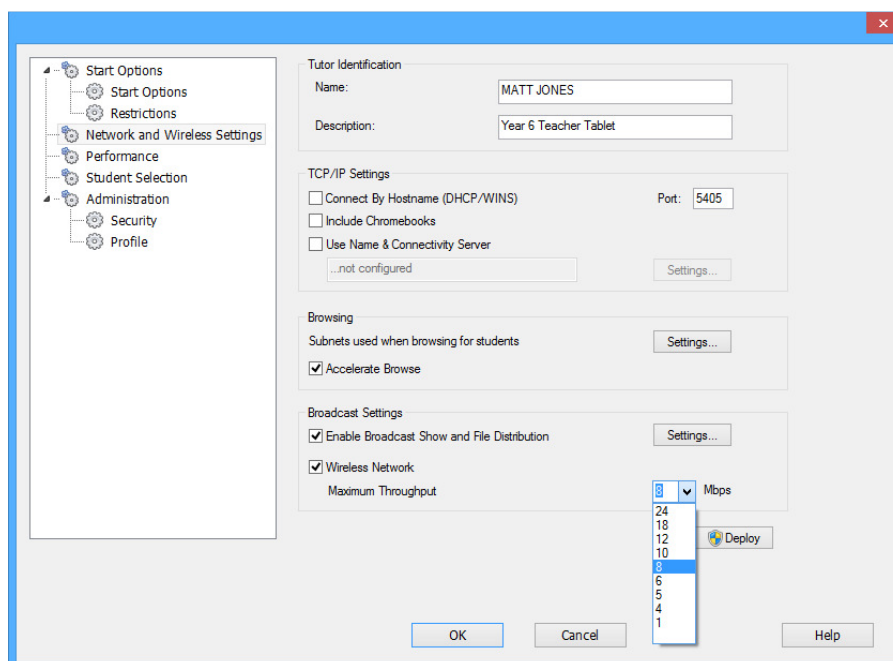 Start Options
Start Options
Restrictions
Network and Wireless Settings
Performance
Student Selection
Administration
Security
Profile
Tutor Identification
Name: MATT JONES
Description: Year 6 Teacher Tablet
TCP/IP Settings
Connect By Hostname (DHCP/WINS) Port: 5405
Include Chromebooks
Use Name & Connectivity Server
...not configured Settings...
Browsing
Subnets used when browsing for students Settings...
Accelerate Browse
Broadcast Settings
Enable Broadcast Show and File Distribution Settings...
Wireless Network
Maximum Throughput 8 Mbps
24
18
12
10
8
6
5
4
1
Deploy
OK Cancel Help